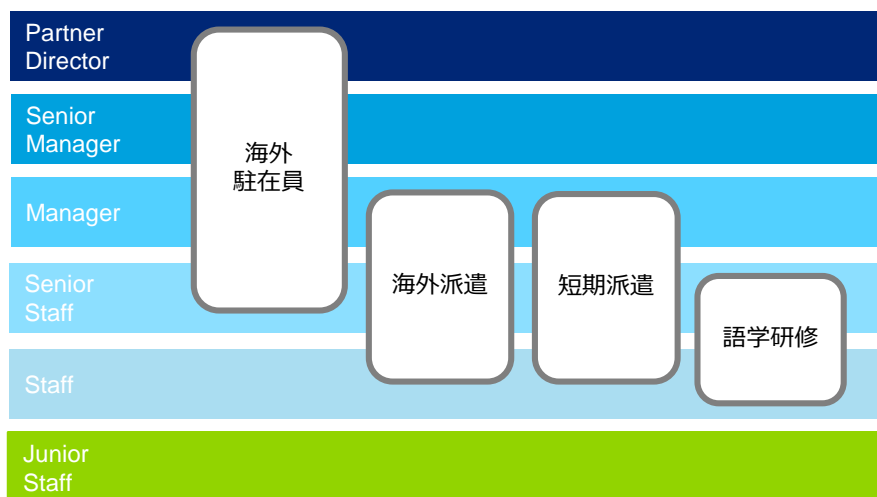 Partner
Director
Senior
Manager
海外
駐在員
Manager
Senior
Staff
海外派遣
短期派遣
語学研修
Staff
Junior
Staff